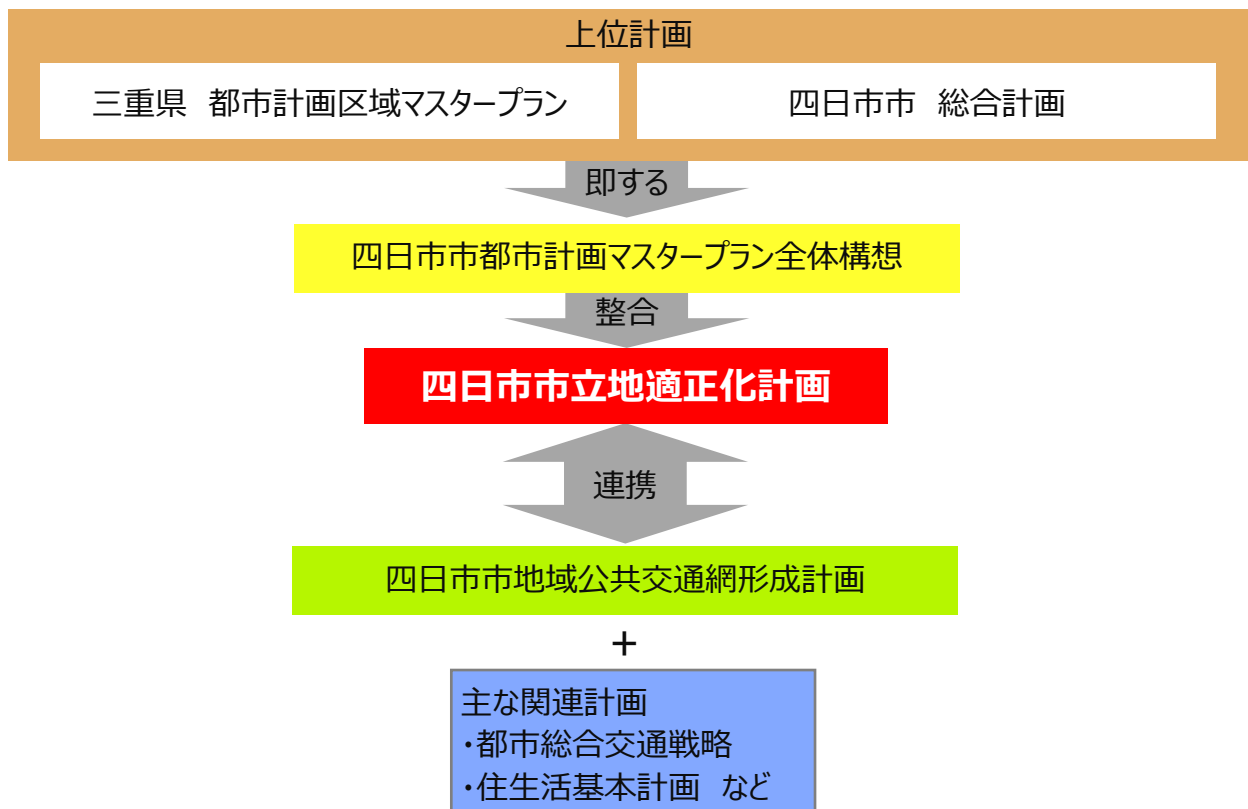 上位計画
三重県　都市計画区域マスタープラン
四日市市　総合計画
即する
四日市市都市計画マスタープラン全体構想
整合
四日市市立地適正化計画
連携
四日市市地域公共交通網形成計画
+
主な関連計画
・都市総合交通戦略
・住生活基本計画　など